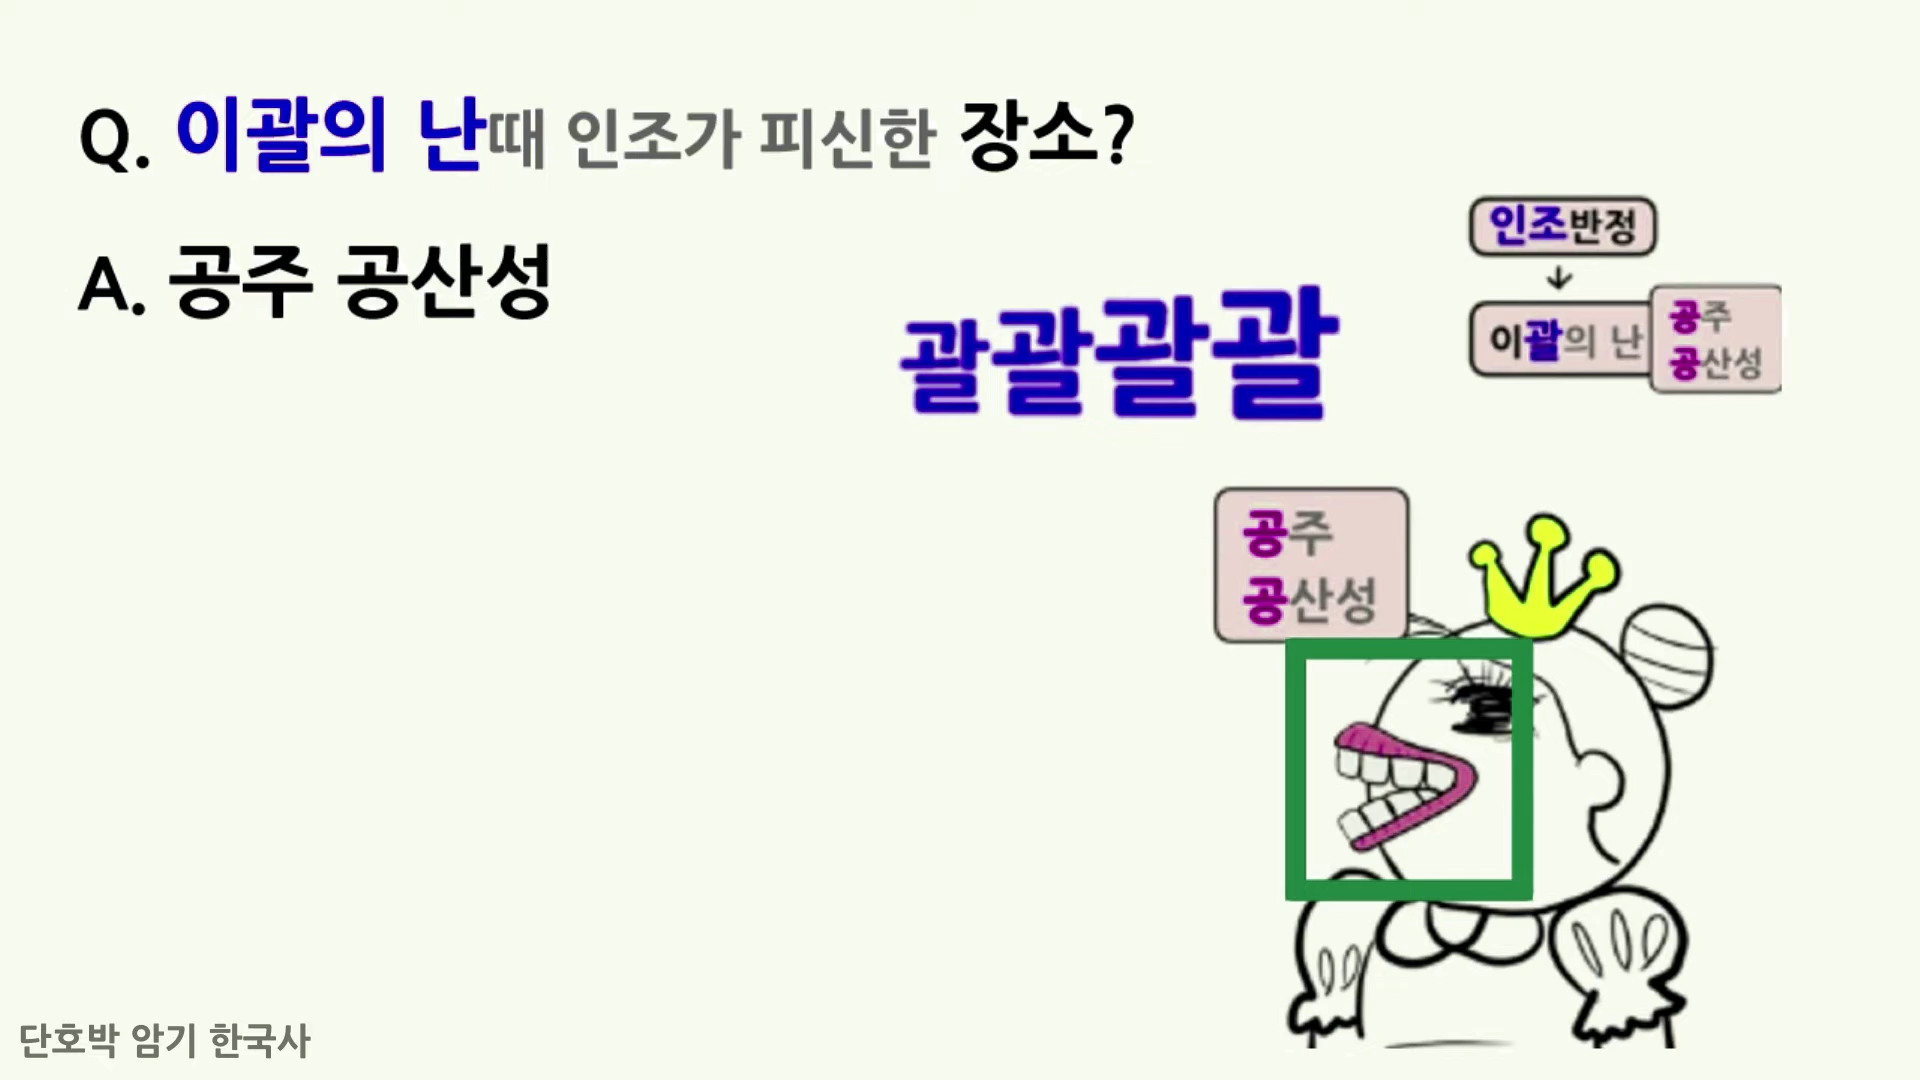 Q. 이괄의 난때 인조가 피신한 장소?
A. 공주 공산성
인조반정
↓
이괄의 난
공주
공산성
괄괄괄괄
공주
공산성
단호박 암기 한국사